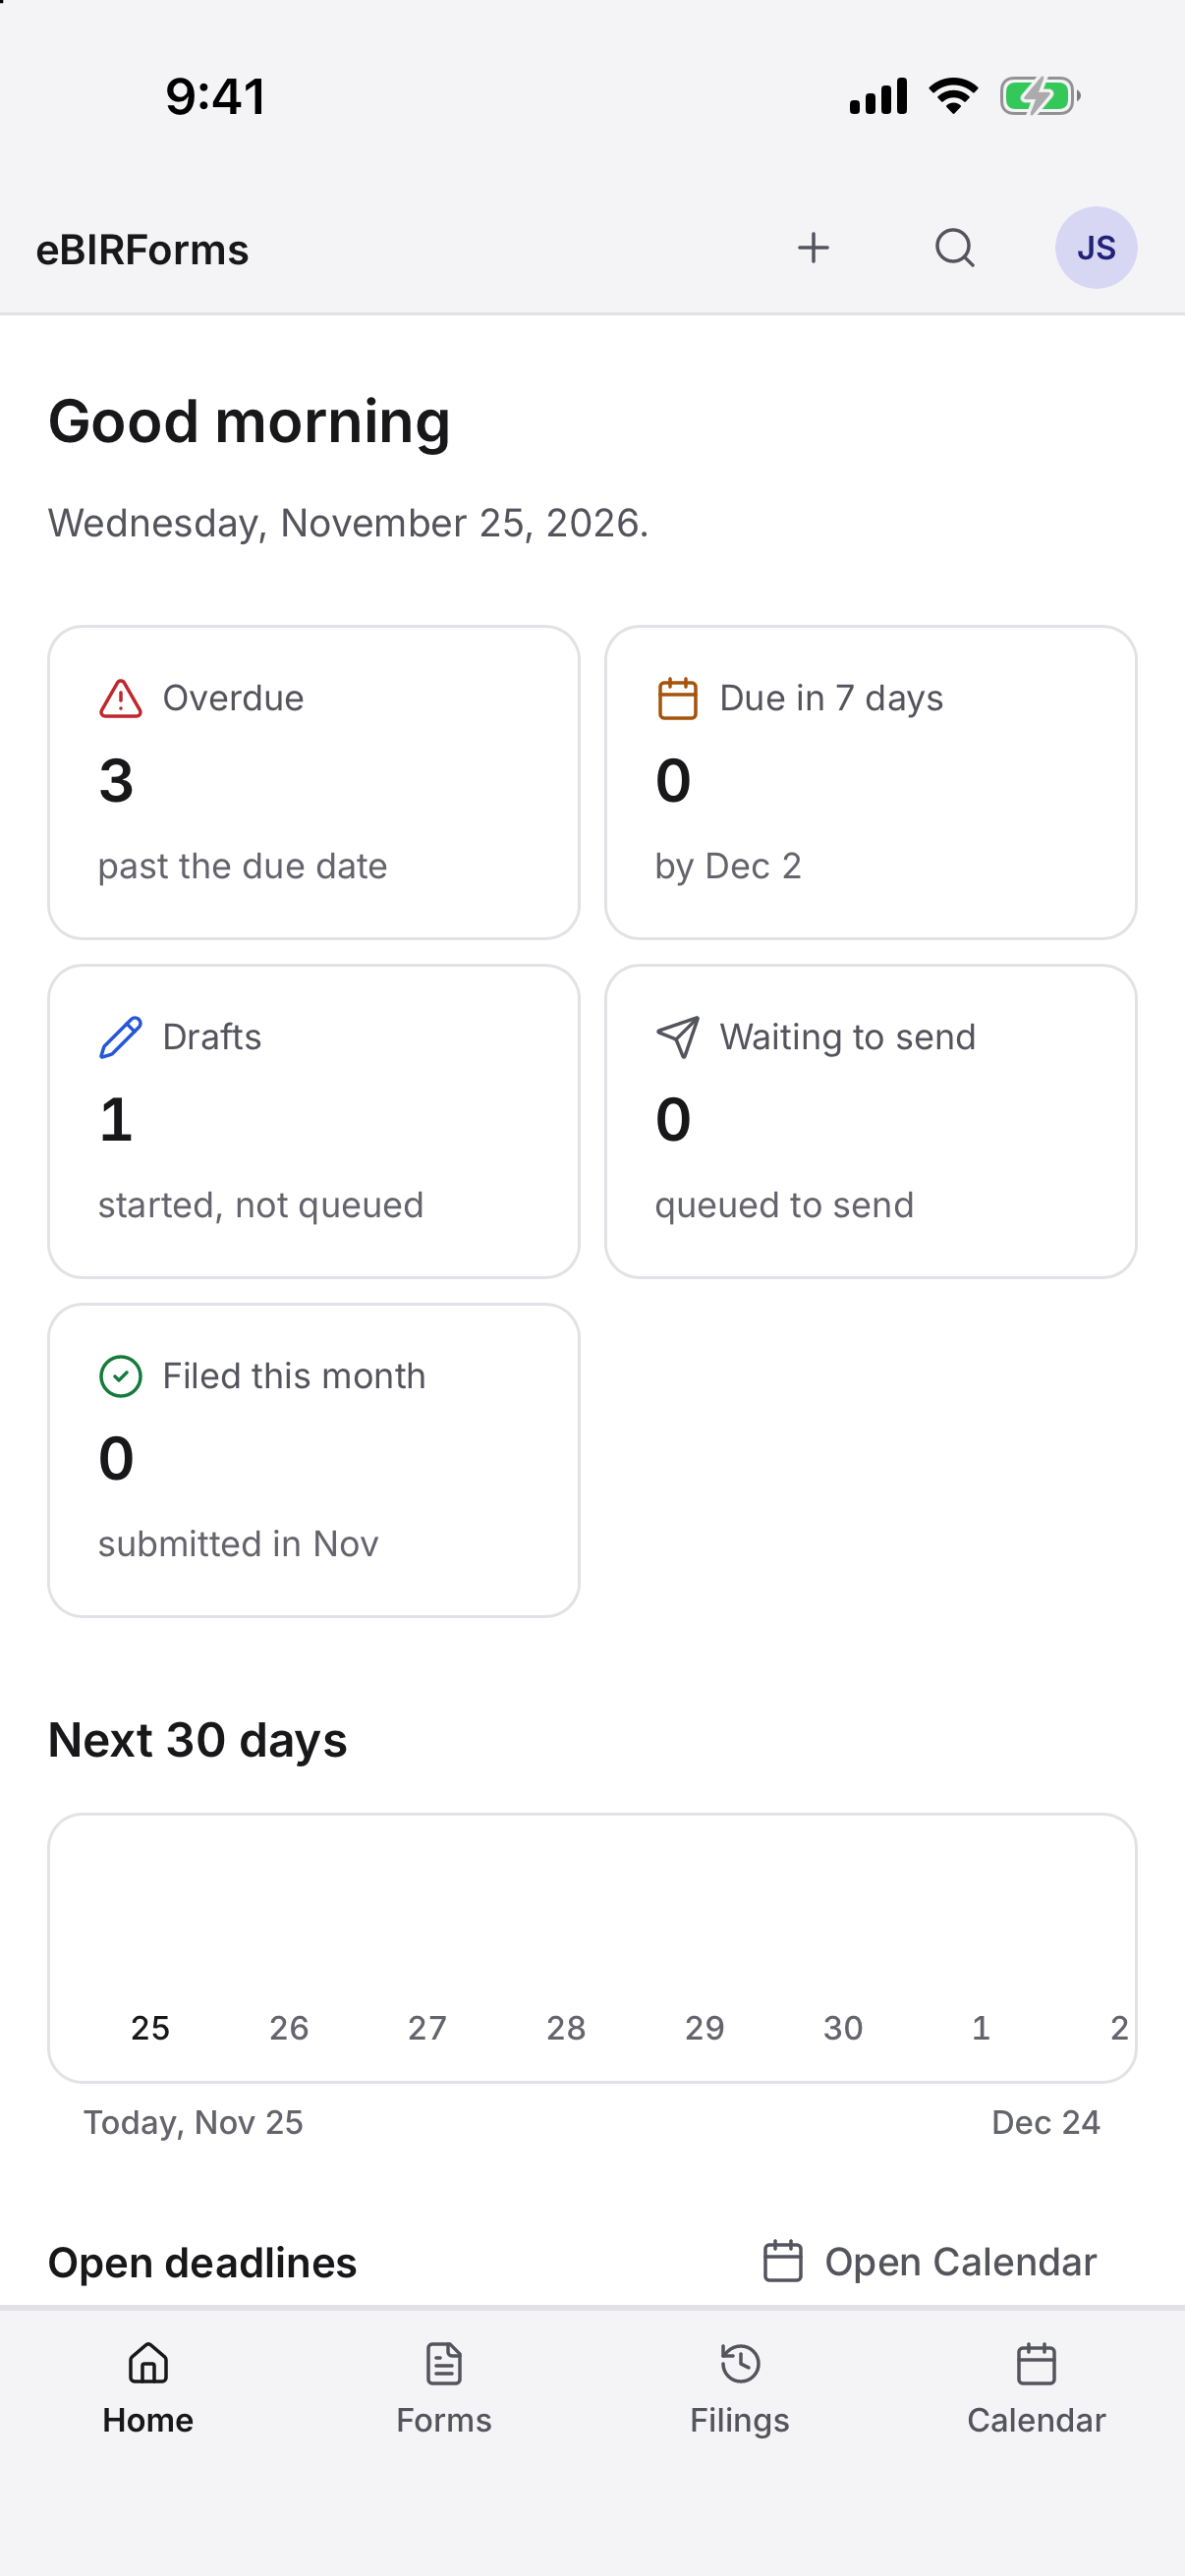 9:41
eBIRForms
JS
Good morning
Wednesday, November 25, 2026.
Overdue
3
past the due date
Due in 7 days
0
by Dec 2
Drafts
1
started, not queued
Waiting to send
0
queued to send
Filed this month
0
submitted in Nov
Next 30 days
25 26 27 28 29 30 1 2
Today, Nov 25 Dec 24
Open deadlines Open Calendar
Home Forms Filings Calendar